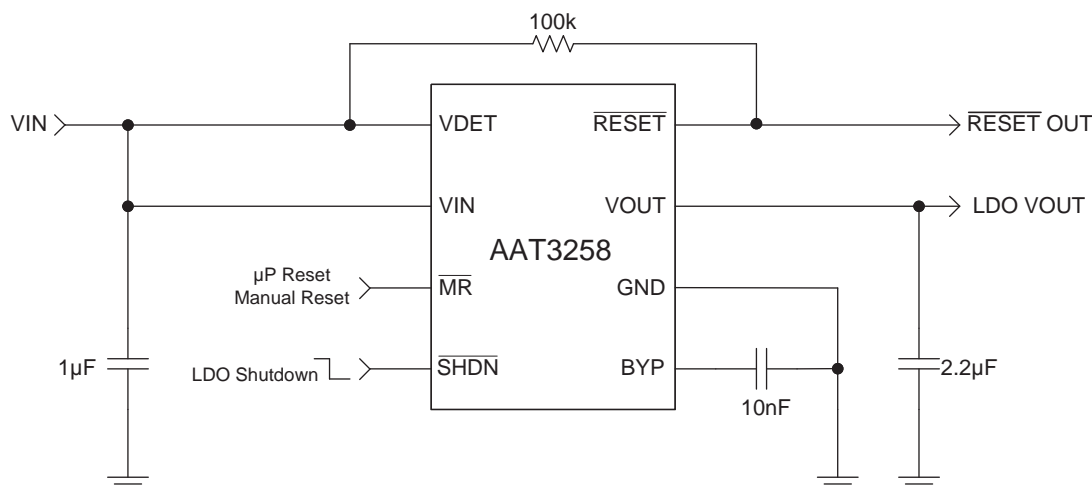 100k
VIN
VDET
RESET
RESET OUT
VIN
VOUT
LDO VOUT
AAT3258
µP Reset
Manual Reset
MR
GND
1µF
LDO Shutdown
SHDN
BYP
10nF
2.2µF